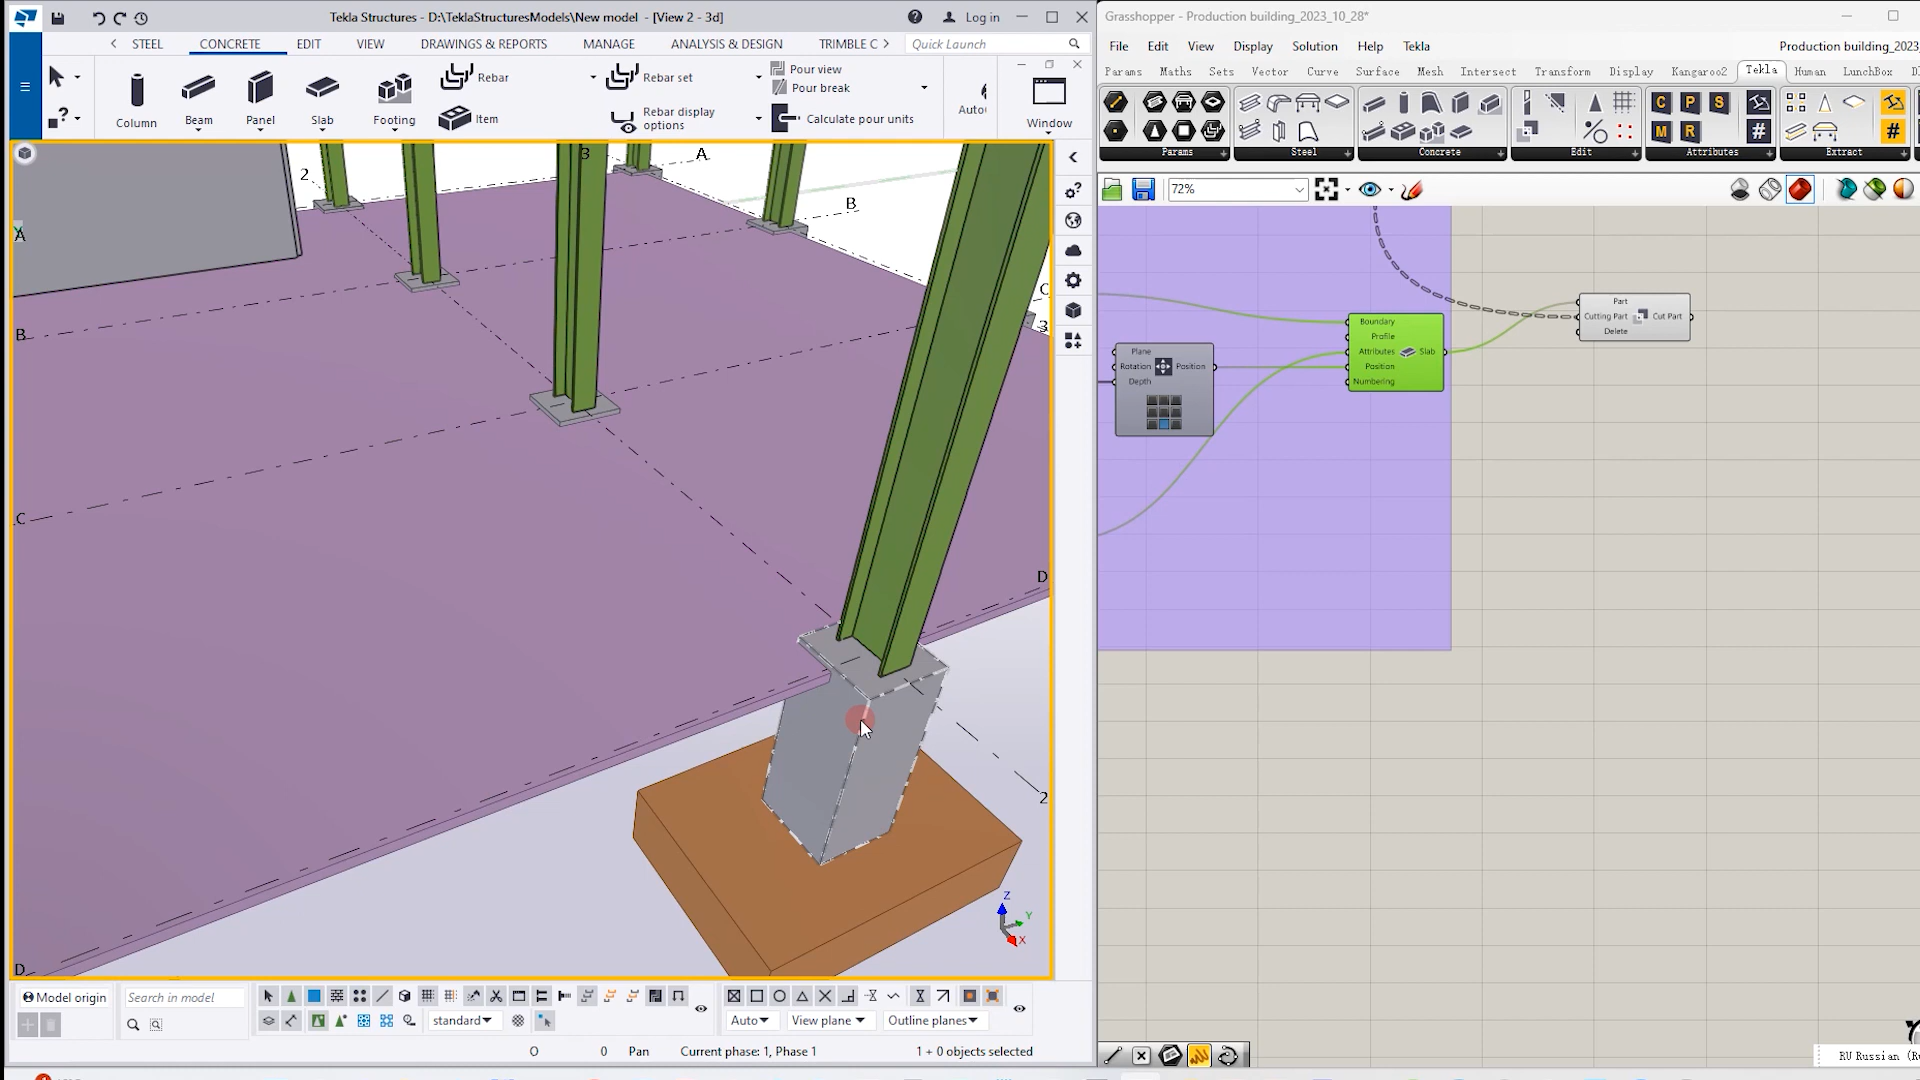 Tekla Structures - D:\TeklaStructuresModels\New model - [View 2 - 3d]
Log in
STEEL
CONCRETE
EDIT
VIEW
DRAWINGS & REPORTS
MANAGE
ANALYSIS & DESIGN
TRIMBLE C
Quick Launch
Column
Beam
Panel
Slab
Footing
Rebar
Item
Rebar set
Rebar display
options
Pour view
Pour break
Calculate pour units
Window
2
3
A
B
A
B
C
C
3
D
2
D
Z
Y
X
Model origin
Search in model
standard
Auto
View plane
Outline planes
O
0
Pan
Current phase: 1, Phase 1
1 + 0 objects selected
Grasshopper - Production building_2023_10_28*
File
Edit
View
Display
Solution
Help
Tekla
Production building_2023
Params
Maths
Sets
Vector
Curve
Surface
Mesh
Intersect
Transform
Display
Kangaroo2
Tekla
Human
LunchBox
C P S
M R
#
#
Params
Steel
Concrete
Edit
Attributes
Extract
72%
Plane
Rotation
Position
Depth
Boundary
Profile
Attributes
Slab
Position
Numbering
Part
Cutting Part
Cut Part
Delete
RU Russian (R